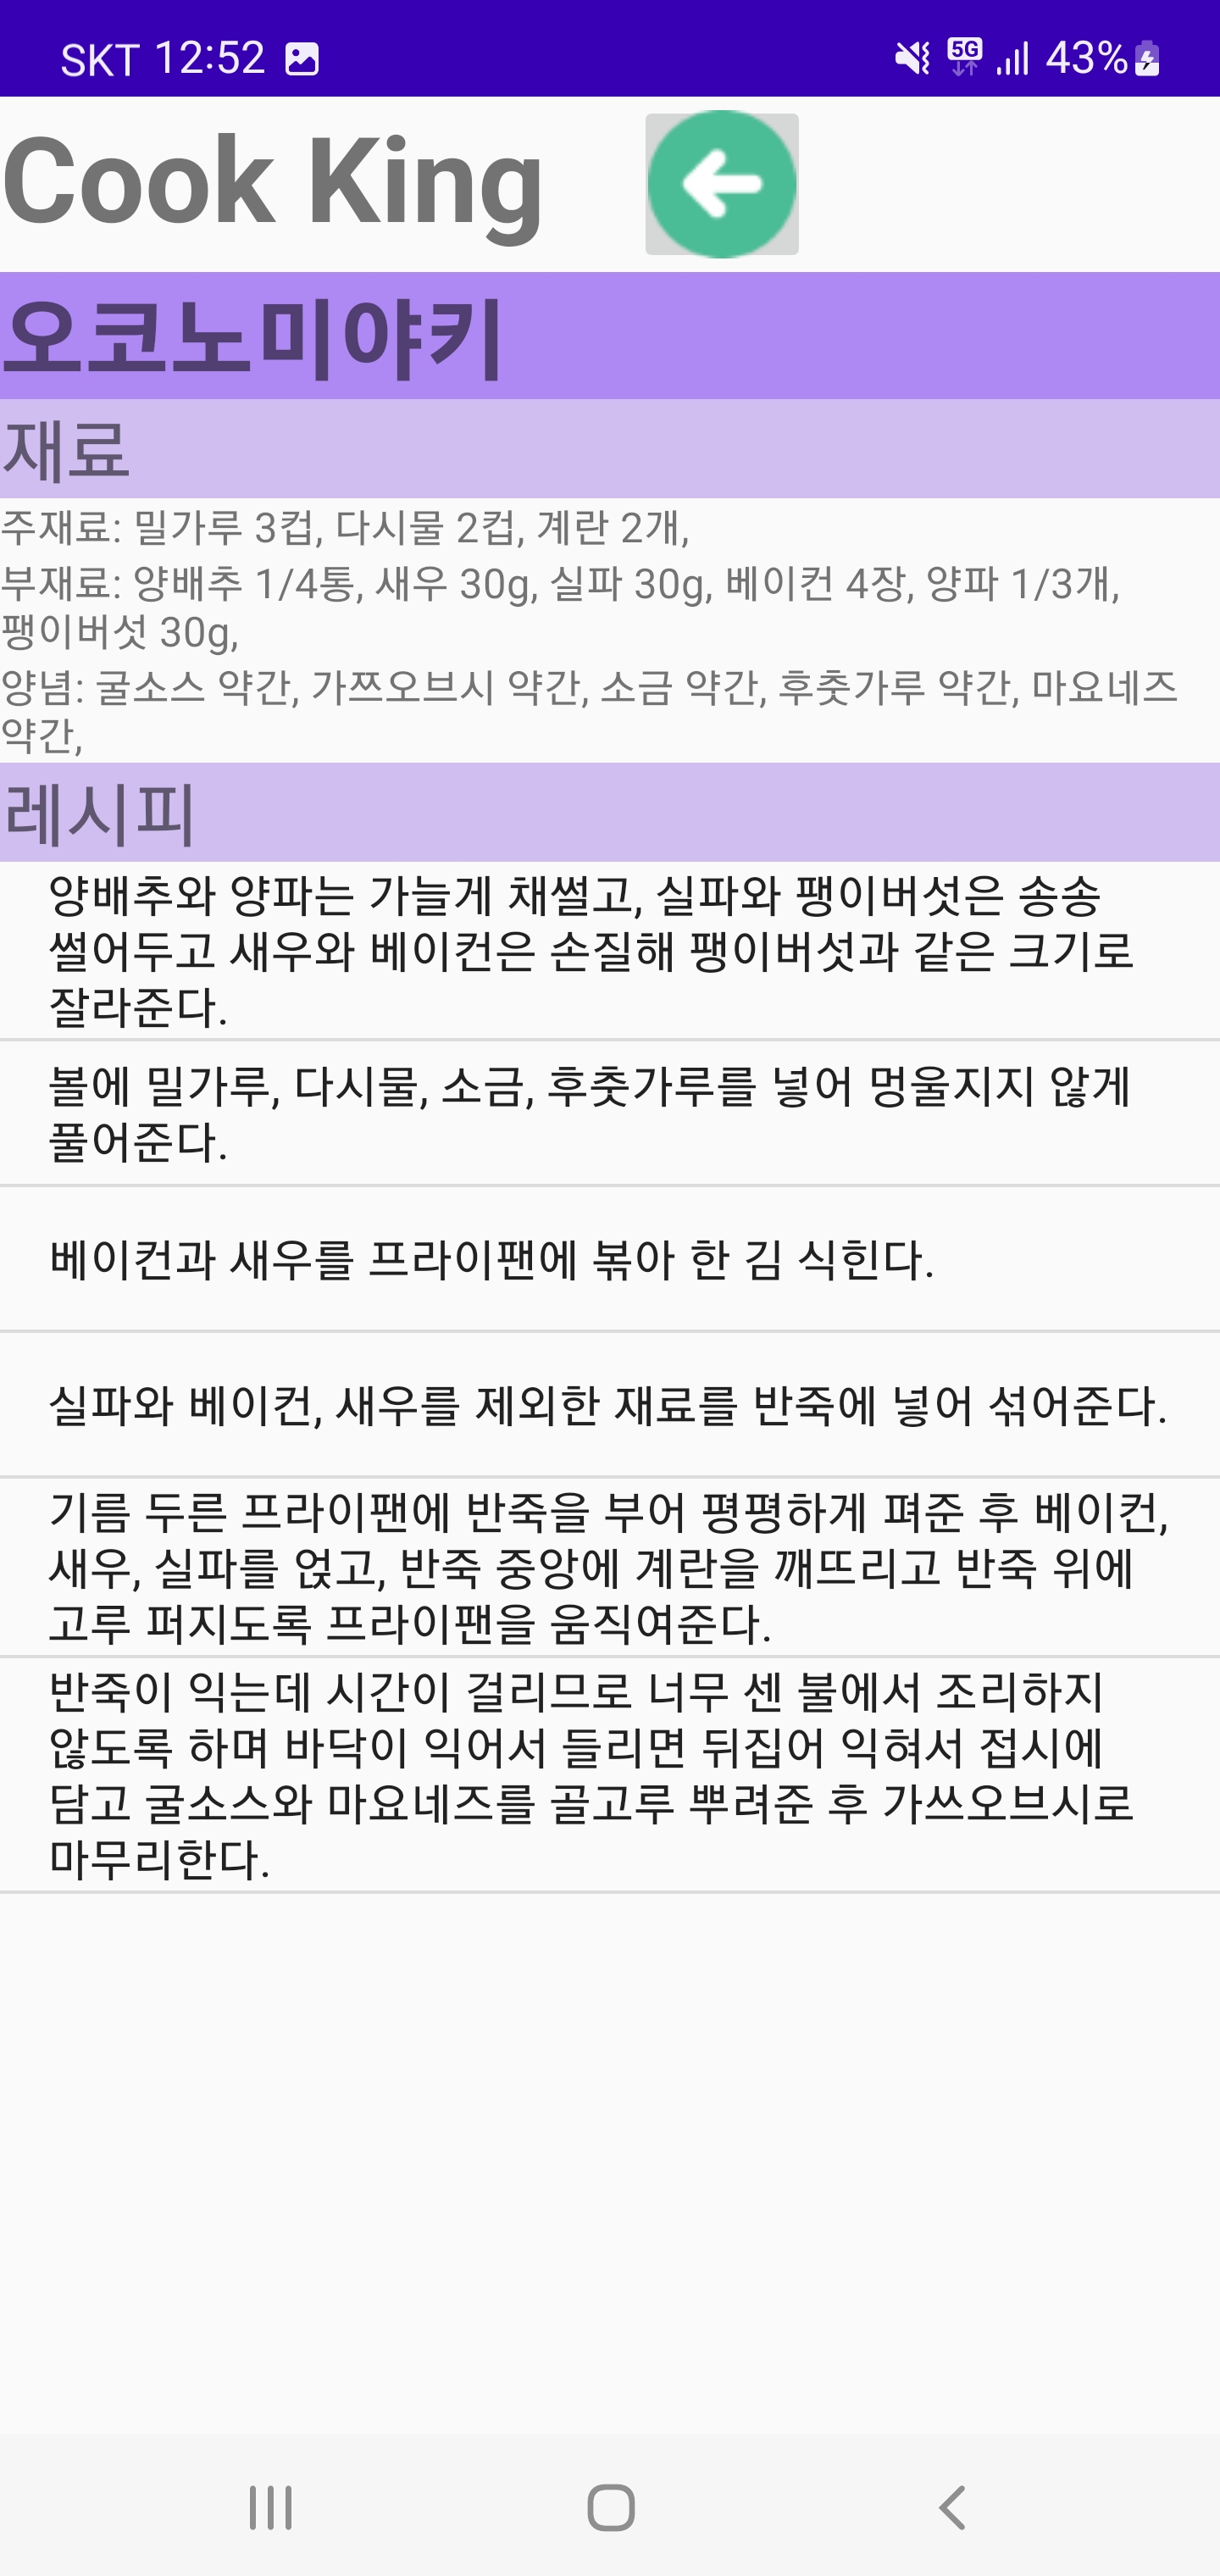 SKT 12:52
5G 43%
Cook King
오코노미야키
재료
주재료: 밀가루 3컵, 다시물 2컵, 계란 2개,
부재료: 양배추 1/4통, 새우 30g, 실파 30g, 베이컨 4장, 양파 1/3개,
팽이버섯 30g,
양념: 굴소스 약간, 가쯔오브시 약간, 소금 약간, 후춧가루 약간, 마요네즈
약간,
레시피
양배추와 양파는 가늘게 채썰고, 실파와 팽이버섯은 송송
썰어두고 새우와 베이컨은 손질해 팽이버섯과 같은 크기로
잘라준다.
볼에 밀가루, 다시물, 소금, 후춧가루를 넣어 멍울지지 않게
풀어준다.
베이컨과 새우를 프라이팬에 볶아 한 김 식힌다.
실파와 베이컨, 새우를 제외한 재료를 반죽에 넣어 섞어준다.
기름 두른 프라이팬에 반죽을 부어 평평하게 펴준 후 베이컨,
새우, 실파를 얹고, 반죽 중앙에 계란을 깨뜨리고 반죽 위에
고루 퍼지도록 프라이팬을 움직여준다.
반죽이 익는데 시간이 걸리므로 너무 센 불에서 조리하지
않도록 하며 바닥이 익어서 들리면 뒤집어 익혀서 접시에
담고 굴소스와 마요네즈를 골고루 뿌려준 후 가쓰오브시로
마무리한다.